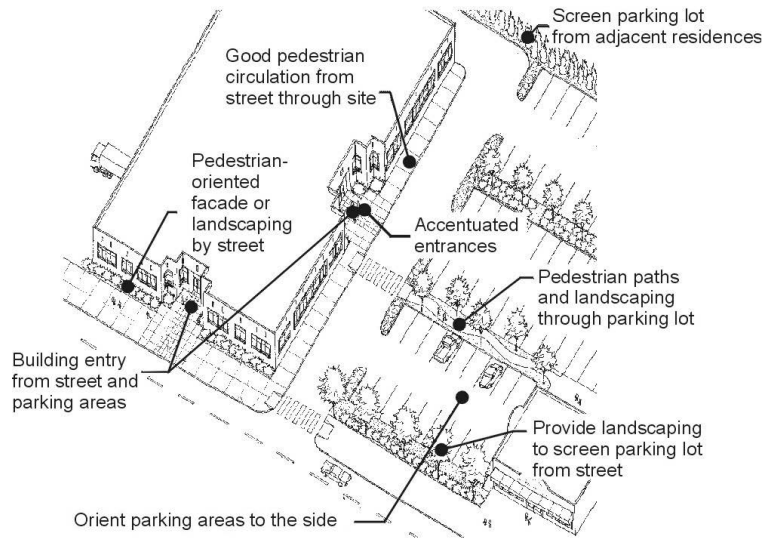 Screen parking lot
from adjacent residences
Good pedestrian
circulation from
street through site
Pedestrian-
oriented
facade or
landscaping
by street
Accentuated
entrances
Pedestrian paths
and landscaping
through parking lot
Building entry
from street and
parking areas
Provide landscaping
to screen parking lot
from street
Orient parking areas to the side